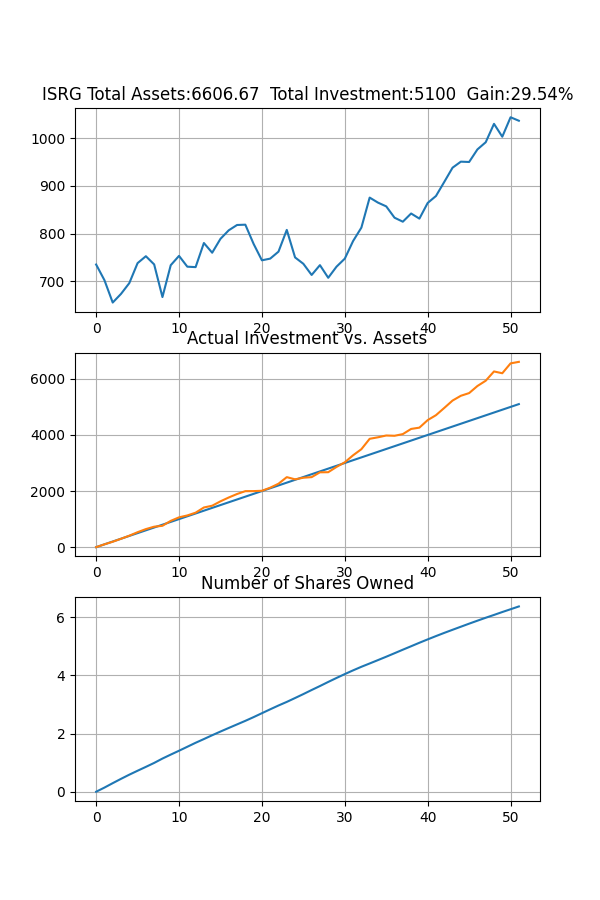 ISRG Total Assets:6606.67  Total Investment:5100  Gain:29.54%
1000
900
800
700
0 10 20 30 40 50
Actual Investment vs. Assets
6000
4000
2000
0
0 10 20 30 40 50
Number of Shares Owned
6
4
2
0
0 10 20 30 40 50